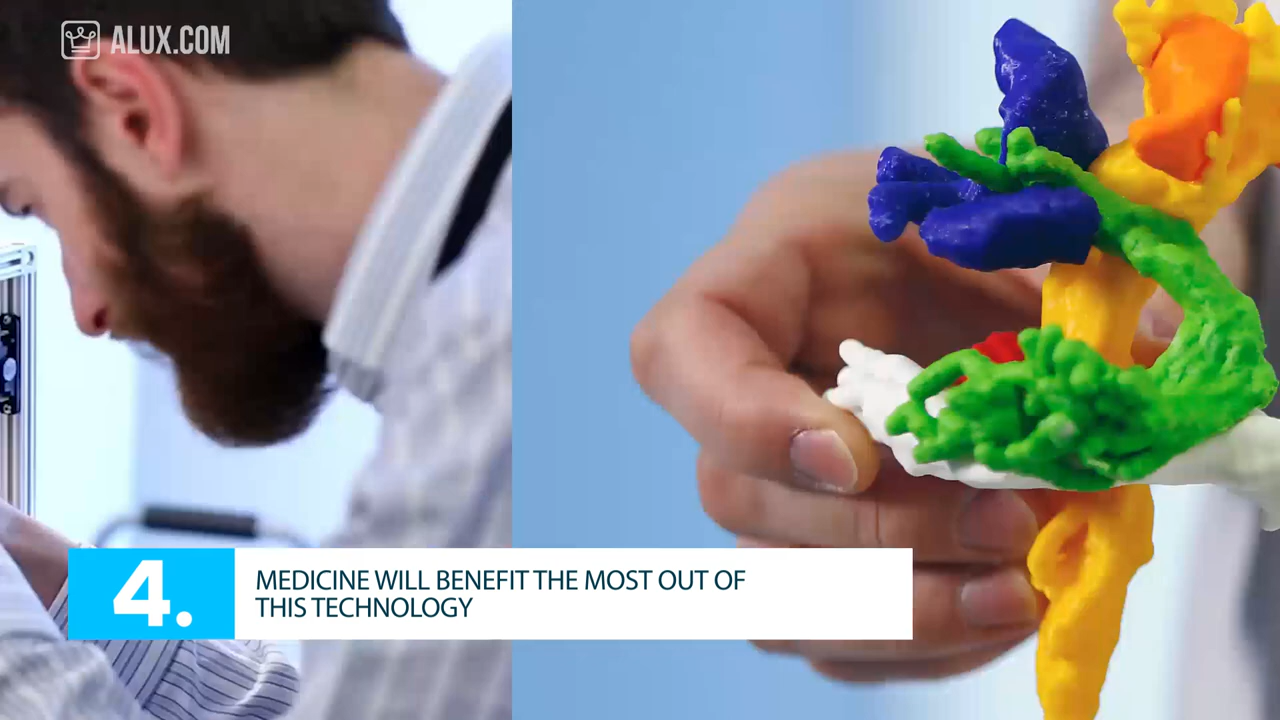 ALUX.COM
4.
MEDICINE WILL BENEFIT THE MOST OUT OF
THIS TECHNOLOGY